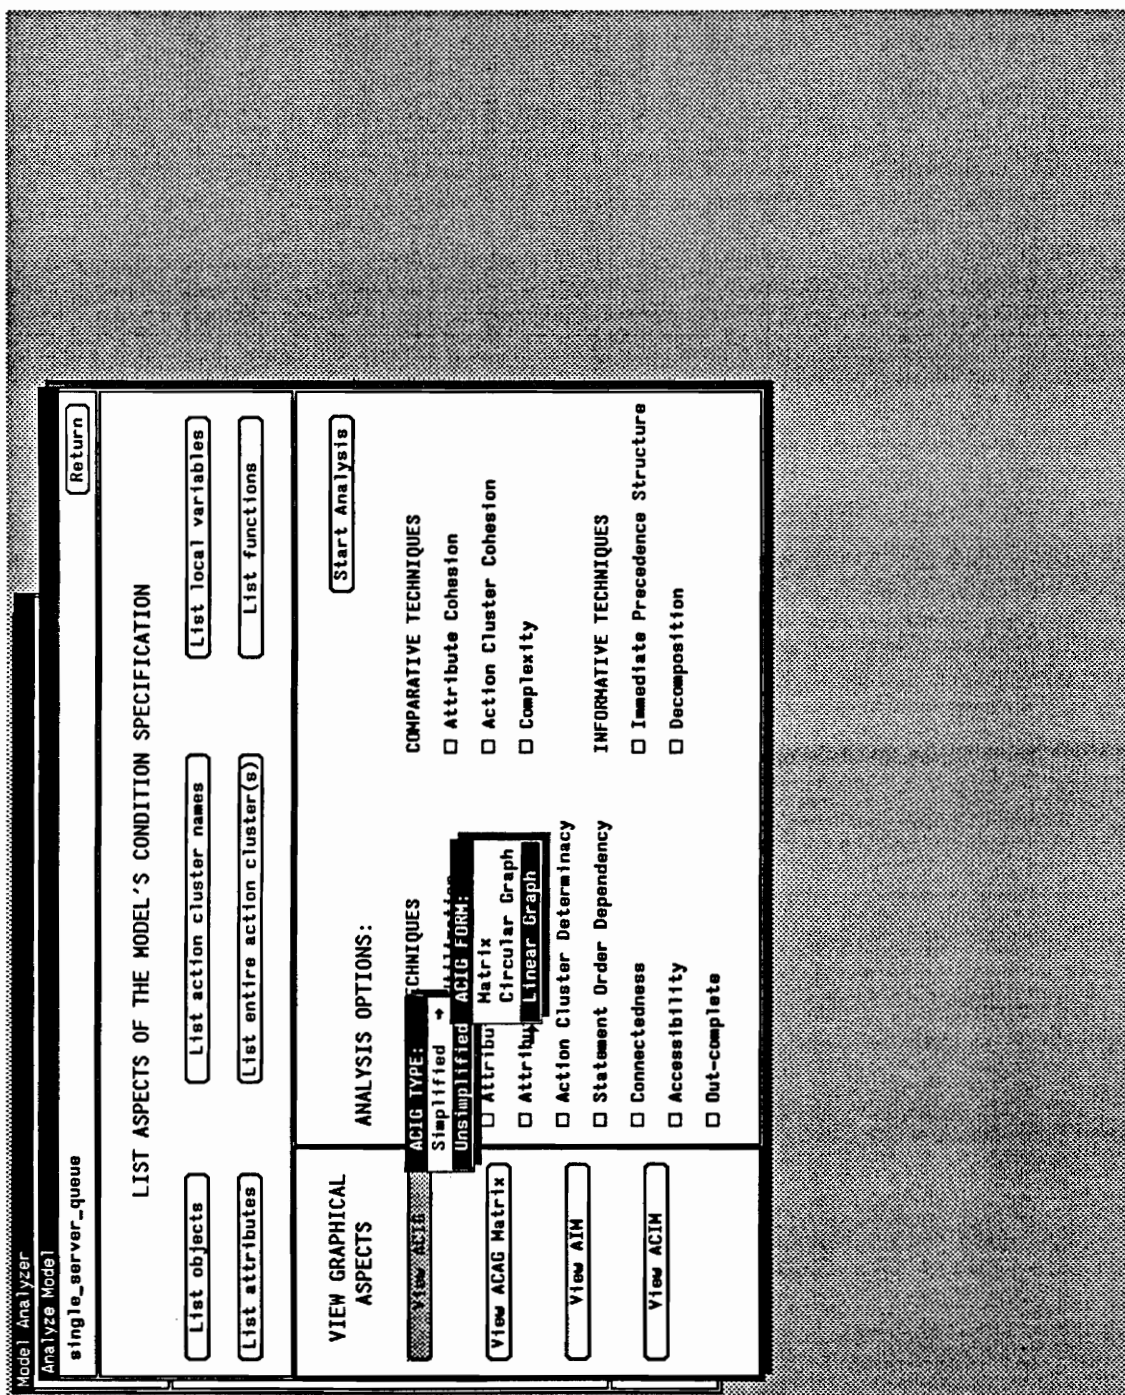 Model Analyzer
Analyze Model
single_server_queue
Return
LIST ASPECTS OF THE MODEL'S CONDITION SPECIFICATION
List objects
List action cluster names
List local variables
List attributes
List entire action cluster(s)
List functions
VIEW GRAPHICAL
ASPECTS
View ACIG
View ACAG Matrix
View AIM
View ACIM
ANALYSIS OPTIONS:
Start Analysis
ECHNIQUES
ACIG TYPE:
Simplified →
Unsimplified
ACIG FORM:
Matrix
Circular Graph
Linear Graph
□ Attribu
□ Attribu
□ Action Cluster Determinacy
□ Statement Order Dependency
□ Connectedness
□ Accessibility
□ Out-complete
COMPARATIVE TECHNIQUES
□ Attribute Cohesion
□ Action Cluster Cohesion
□ Complexity
INFORMATIVE TECHNIQUES
□ Immediate Precedence Structure
□ Decomposition